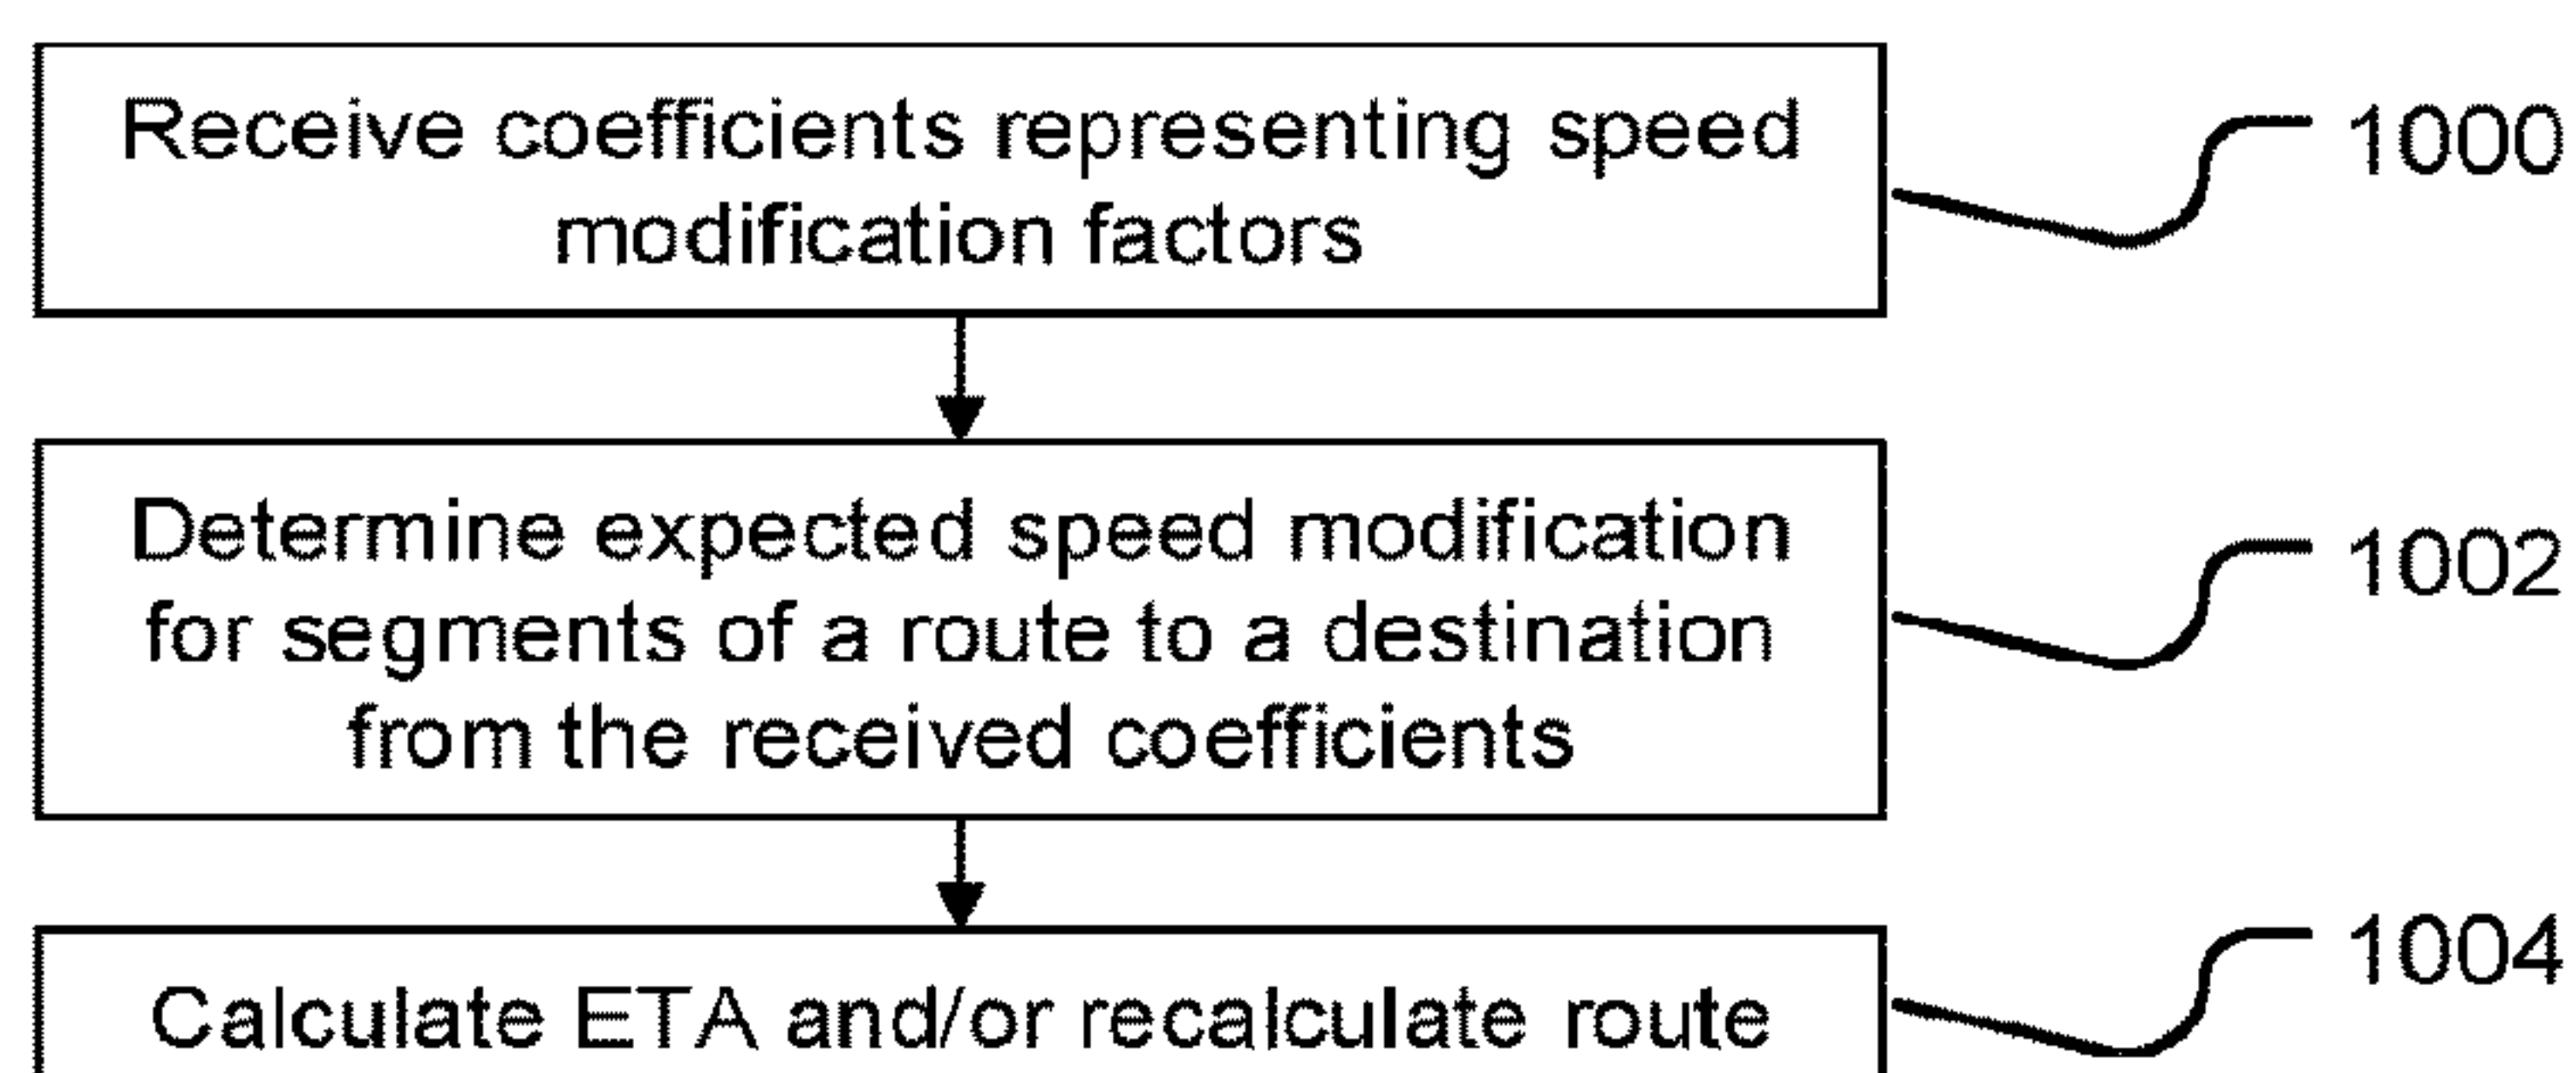 Receive coefficients representing speed
modification factors
1000
Determine expected speed modification
for segments of a route to a destination
from the received coefficients
1002
Calculate ETA and/or recalculate route
1004